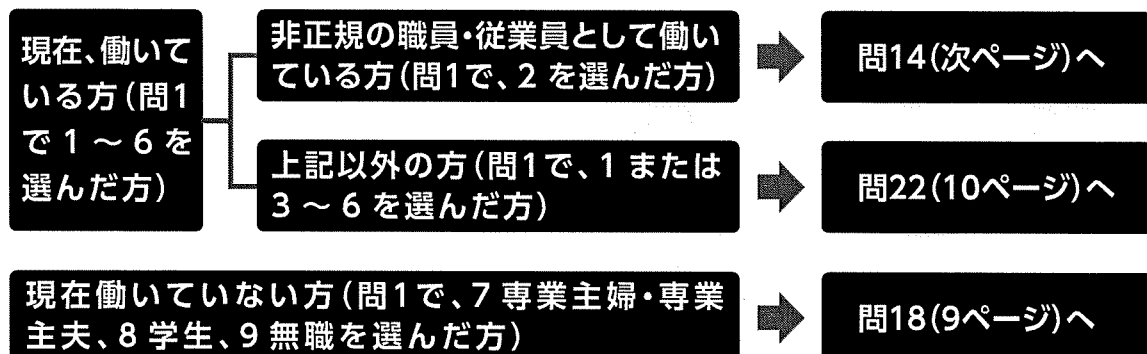 現在、働いて
いる方(問1
で 1 ～ 6 を
選んだ方)
非正規の職員・従業員として働い
ている方(問1で、2 を選んだ方)
問14(次ページ)へ
上記以外の方(問1で、1 または
3 ～ 6 を選んだ方)
問22(10ページ)へ
現在働いていない方(問1で、7 専業主婦・専業
主夫、8 学生、9 無職を選んだ方)
問18(9ページ)へ